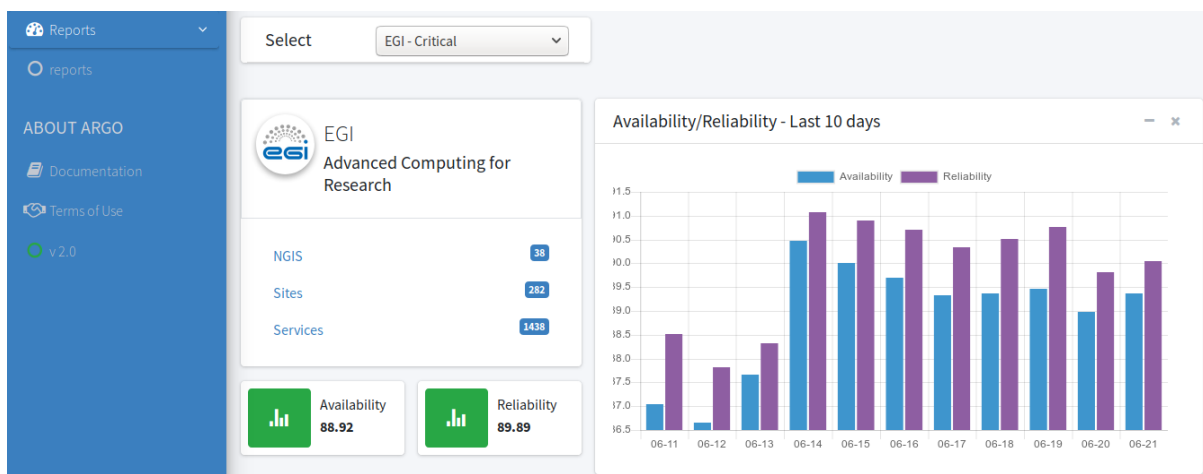 Reports
reports
ABOUT ARGO
Documentation
Terms of Use
v 2.0
Select
EGI - Critical
egi
EGI
Advanced Computing for
Research
NGIS 38
Sites 282
Services 1438
Availability
88.92
Reliability
89.89
Availability/Reliability - Last 10 days
Availability Reliability
06-11 06-12 06-13 06-14 06-15 06-16 06-17 06-18 06-19 06-20 06-21